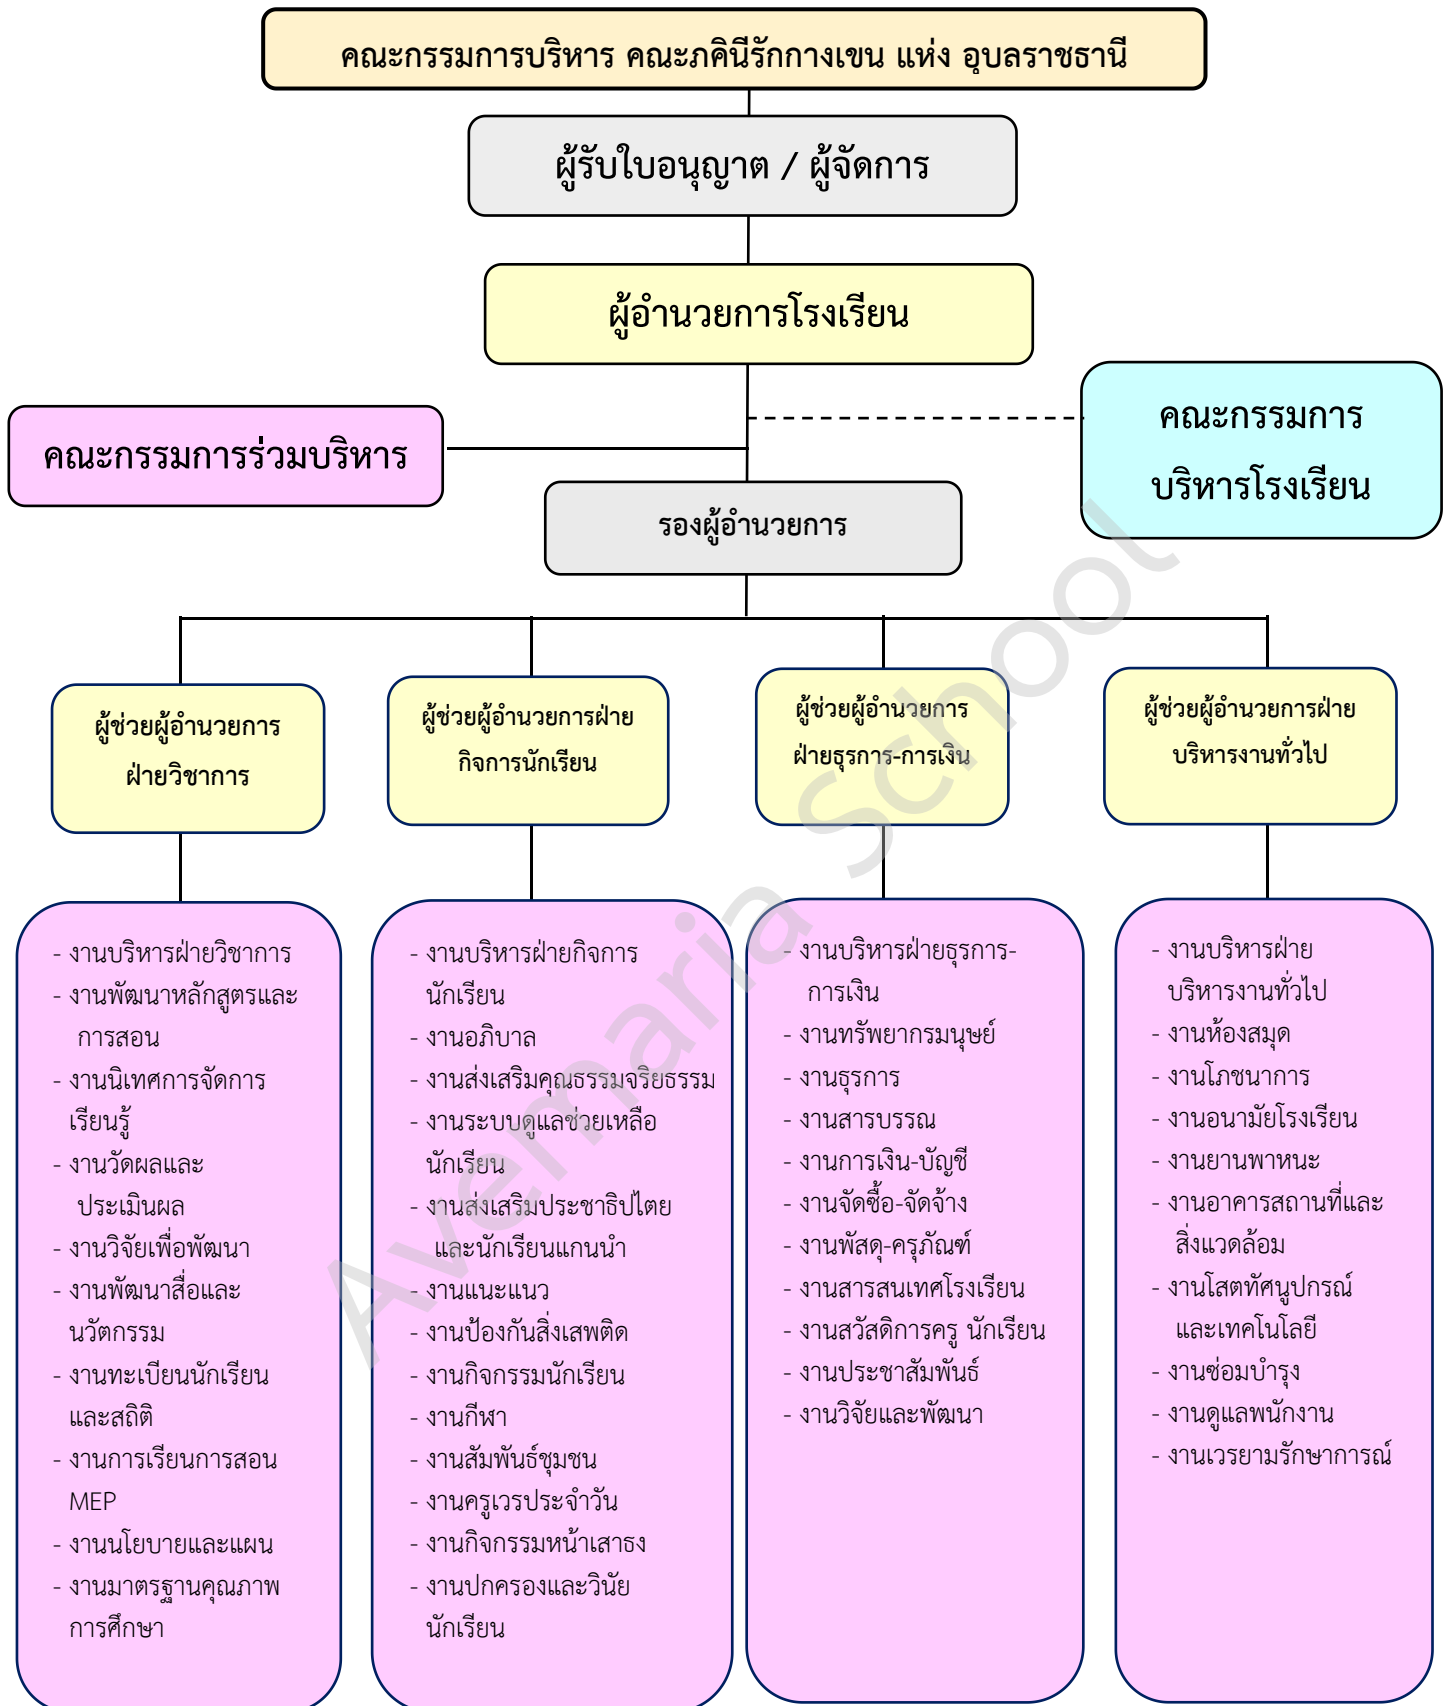 คณะกรรมการบริหาร คณะภคินีรักกางเขน แห่ง อุบลราชธานี
ผู้รับใบอนุญาต / ผู้จัดการ
ผู้อำนวยการโรงเรียน
คณะกรรมการร่วมบริหาร
คณะกรรมการ
บริหารโรงเรียน
รองผู้อำนวยการ
ผู้ช่วยผู้อำนวยการ
ฝ่ายวิชาการ
ผู้ช่วยผู้อำนวยการฝ่าย
กิจการนักเรียน
ผู้ช่วยผู้อำนวยการ
ฝ่ายธุรการ-การเงิน
ผู้ช่วยผู้อำนวยการฝ่าย
บริหารงานทั่วไป
- งานบริหารฝ่ายวิชาการ
- งานพัฒนาหลักสูตรและ
การสอน
- งานนิเทศการจัดการ
เรียนรู้
- งานวัดผลและ
ประเมินผล
- งานวิจัยเพื่อพัฒนา
- งานพัฒนาสื่อและ
นวัตกรรม
- งานทะเบียนนักเรียน
และสถิติ
- งานการเรียนการสอน
MEP
- งานนโยบายและแผน
- งานมาตรฐานคุณภาพ
การศึกษา
- งานบริหารฝ่ายกิจการ
นักเรียน
- งานอภิบาล
- งานส่งเสริมคุณธรรมจริยธรรม
- งานระบบดูแลช่วยเหลือ
นักเรียน
- งานส่งเสริมประชาธิปไตย
และนักเรียนแกนนำ
- งานแนะแนว
- งานป้องกันสิ่งเสพติด
- งานกิจกรรมนักเรียน
- งานกีฬา
- งานสัมพันธ์ชุมชน
- งานครูเวรประจำวัน
- งานกิจกรรมหน้าเสาธง
- งานปกครองและวินัย
นักเรียน
- งานบริหารฝ่ายธุรการ-
การเงิน
- งานทรัพยากรมนุษย์
- งานธุรการ
- งานสารบรรณ
- งานการเงิน-บัญชี
- งานจัดซื้อ-จัดจ้าง
- งานพัสดุ-ครุภัณฑ์
- งานสารสนเทศโรงเรียน
- งานสวัสดิการครู นักเรียน
- งานประชาสัมพันธ์
- งานวิจัยและพัฒนา
- งานบริหารฝ่าย
บริหารงานทั่วไป
- งานห้องสมุด
- งานโภชนาการ
- งานอนามัยโรงเรียน
- งานยานพาหนะ
- งานอาคารสถานที่และ
สิ่งแวดล้อม
- งานโสตทัศนูปกรณ์
และเทคโนโลยี
- งานซ่อมบำรุง
- งานดูแลพนักงาน
- งานเวรยามรักษาการณ์
Avemaria School